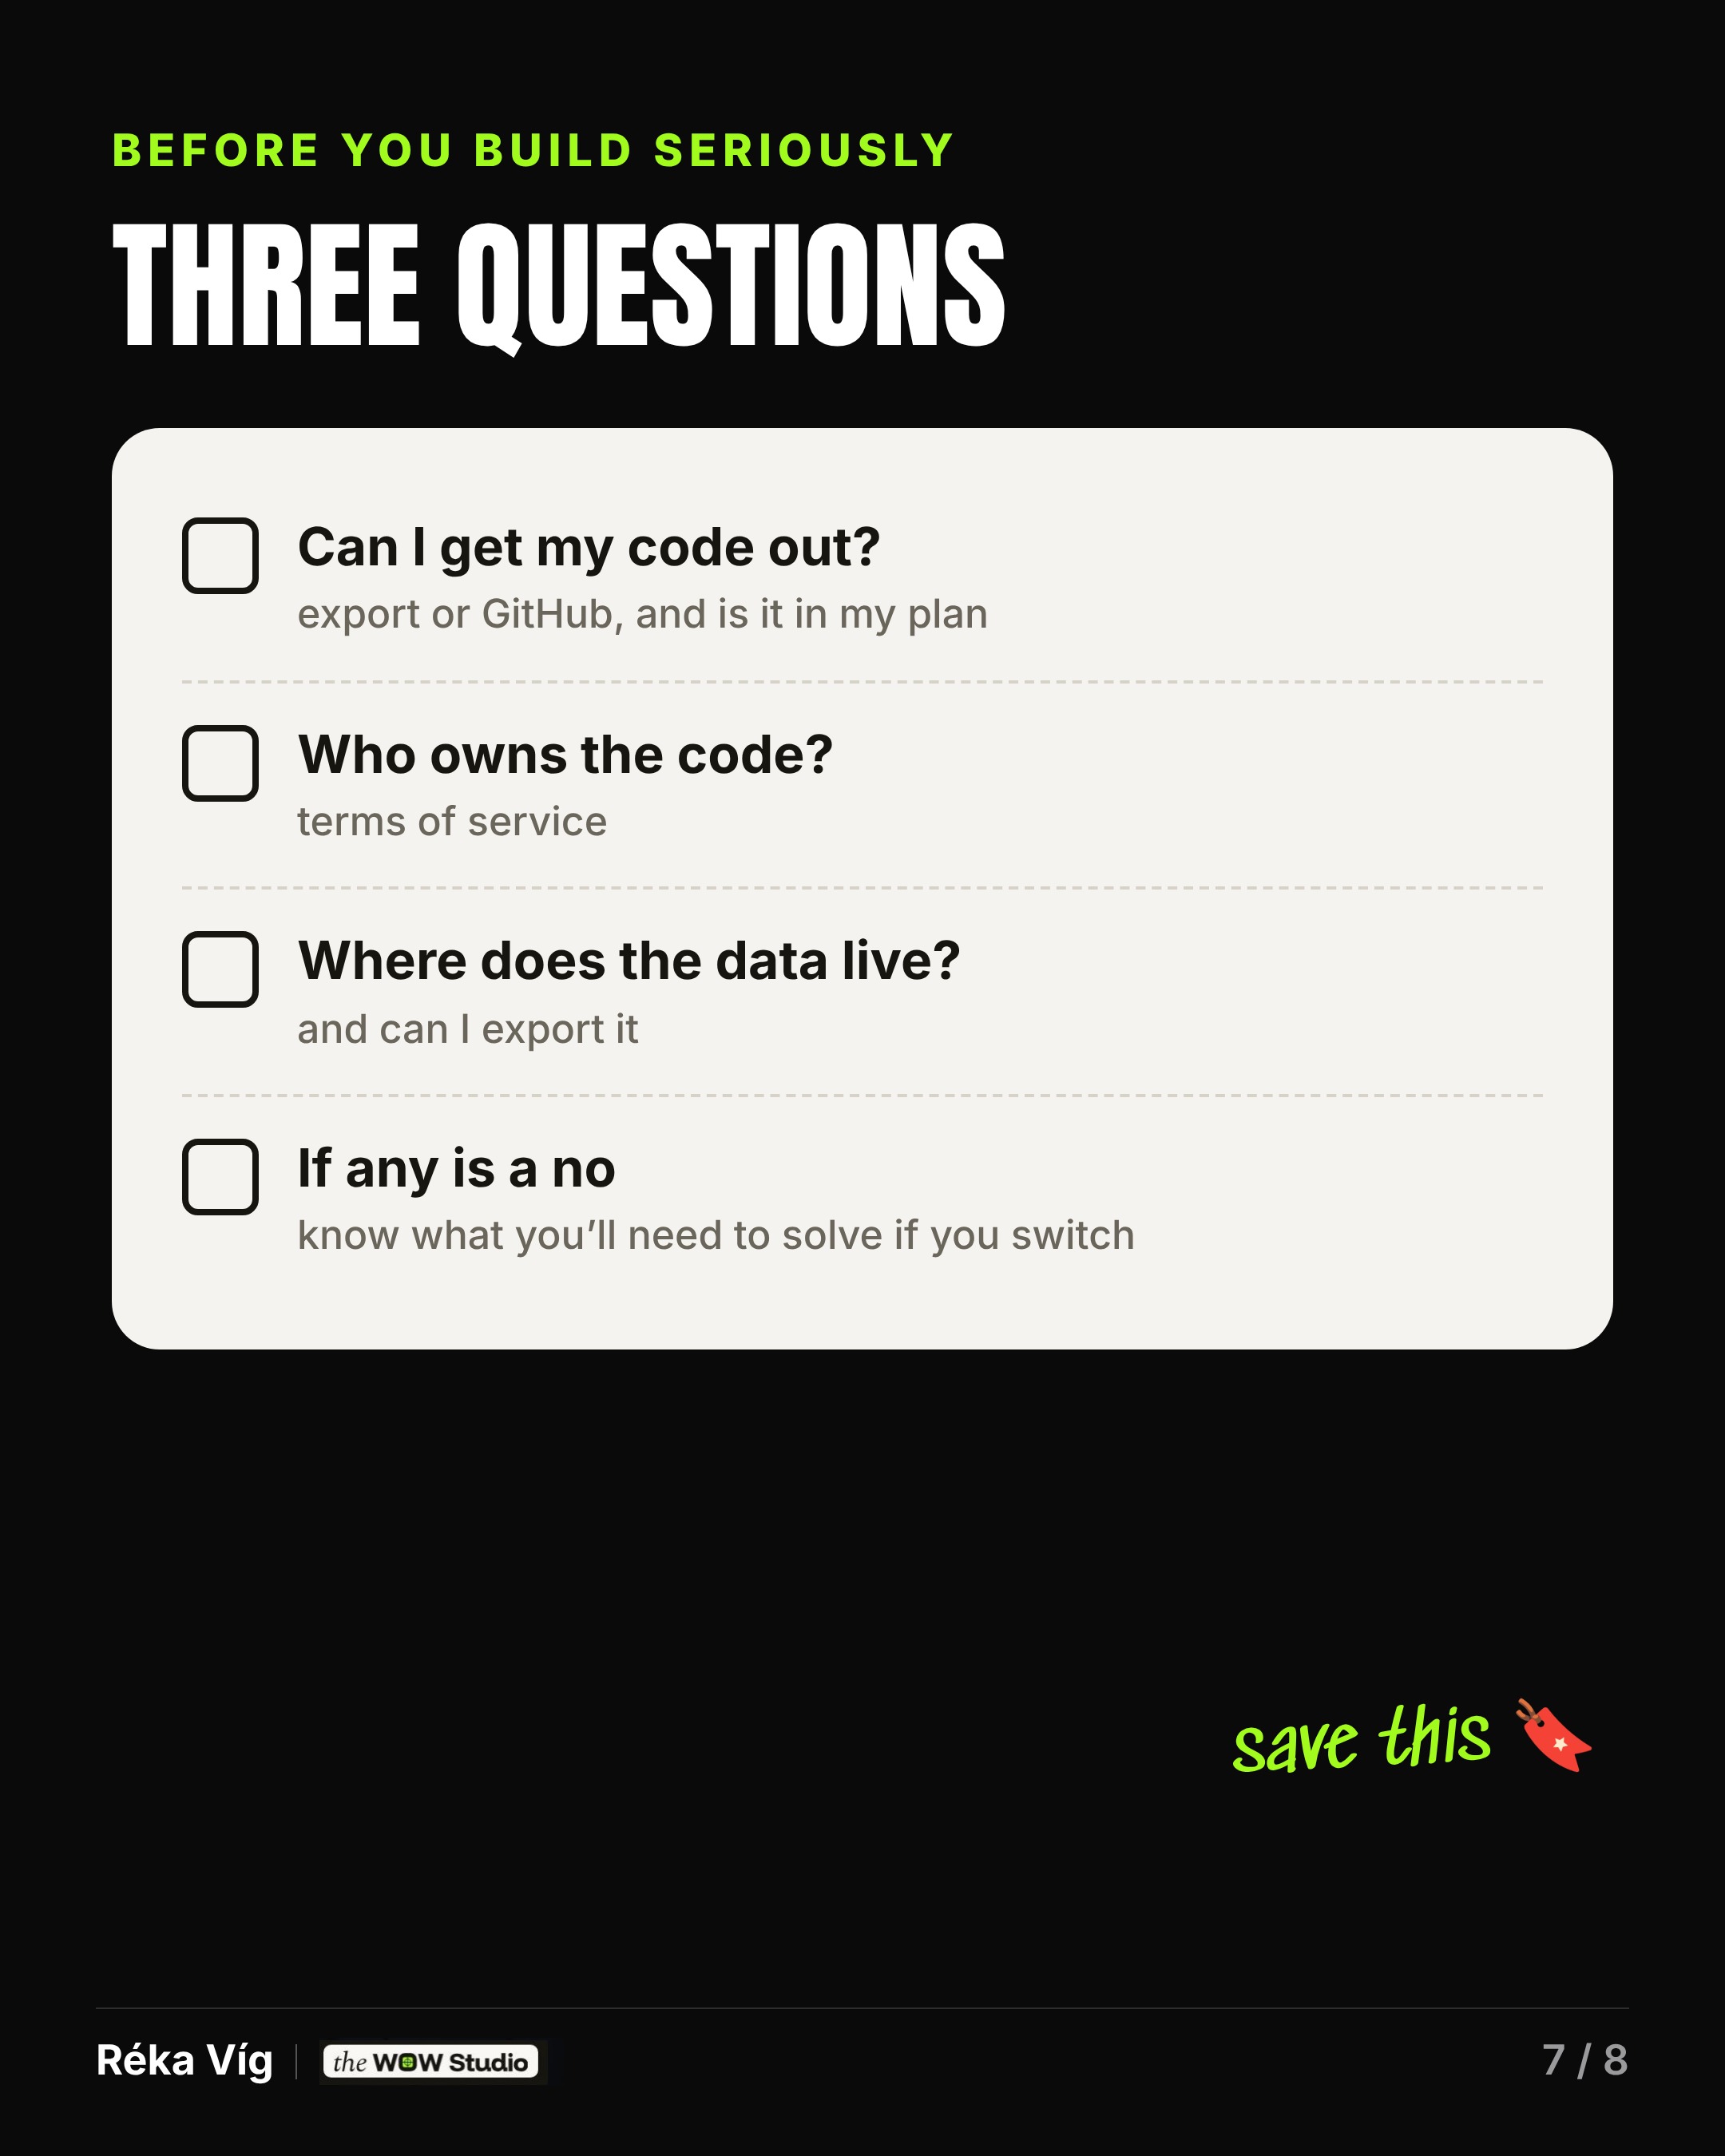 BEFORE YOU BUILD SERIOUSLY
THREE QUESTIONS
Can I get my code out?
export or GitHub, and is it in my plan
Who owns the code?
terms of service
Where does the data live?
and can I export it
If any is a no
know what you’ll need to solve if you switch
save this
Réka Víg
the WOW Studio
7 / 8